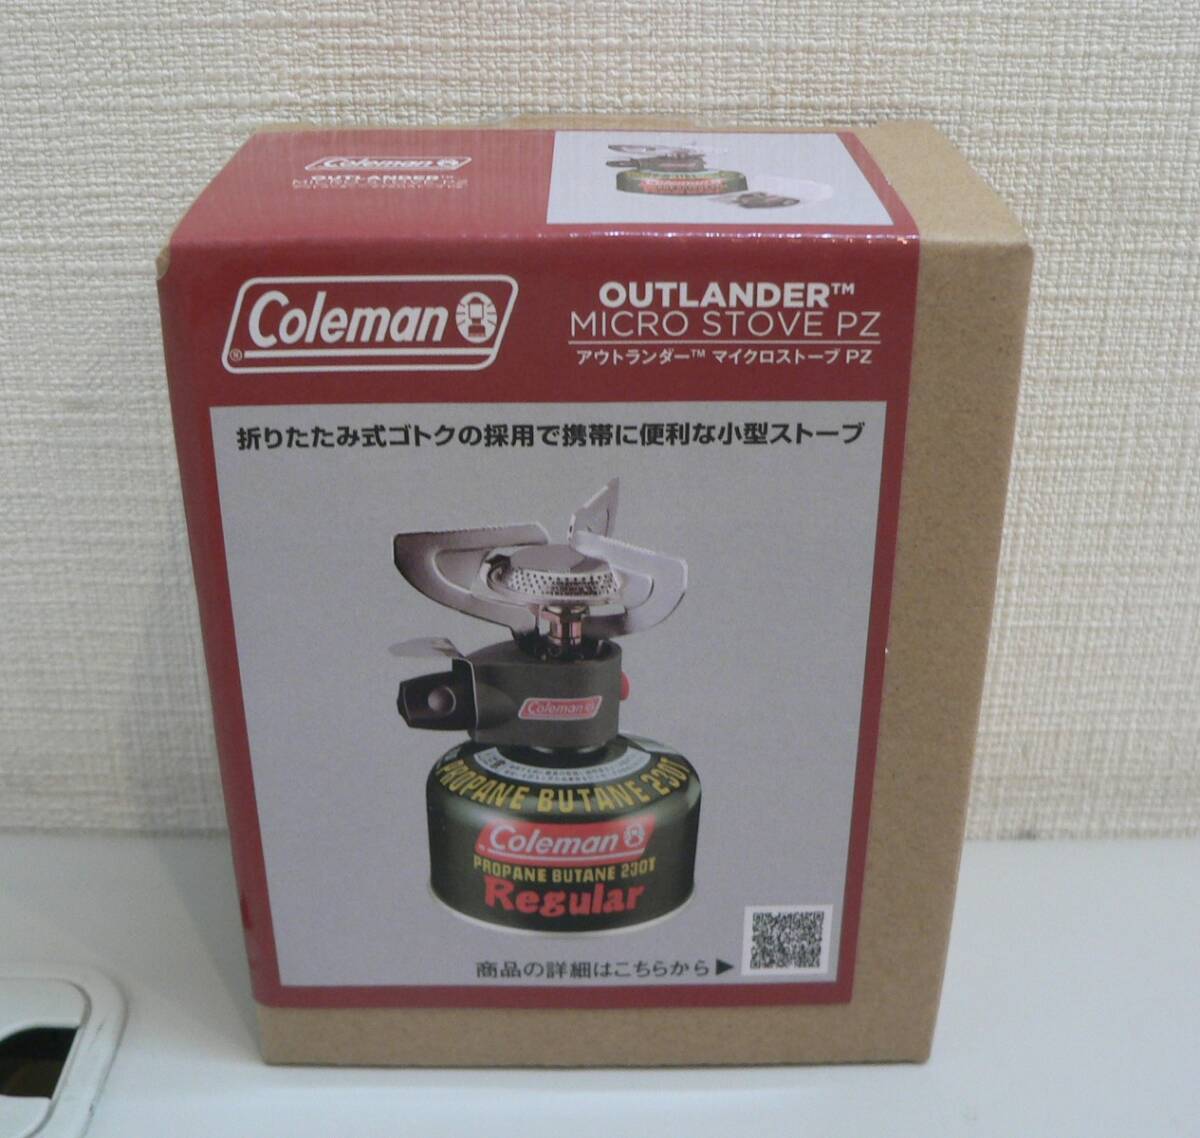 Coleman
OUTLANDER™
MICRO STOVE PZ
Coleman
®
OUTLANDER™
MICRO STOVE PZ
アウトランダー™ マイクロストーブ PZ
折りたたみ式ゴトクの採用で携帯に便利な小型ストーブ
Coleman
PROPANE BUTANE 230T
Coleman
PROPANE BUTANE 230T
Regular
商品の詳細はこちらから▶